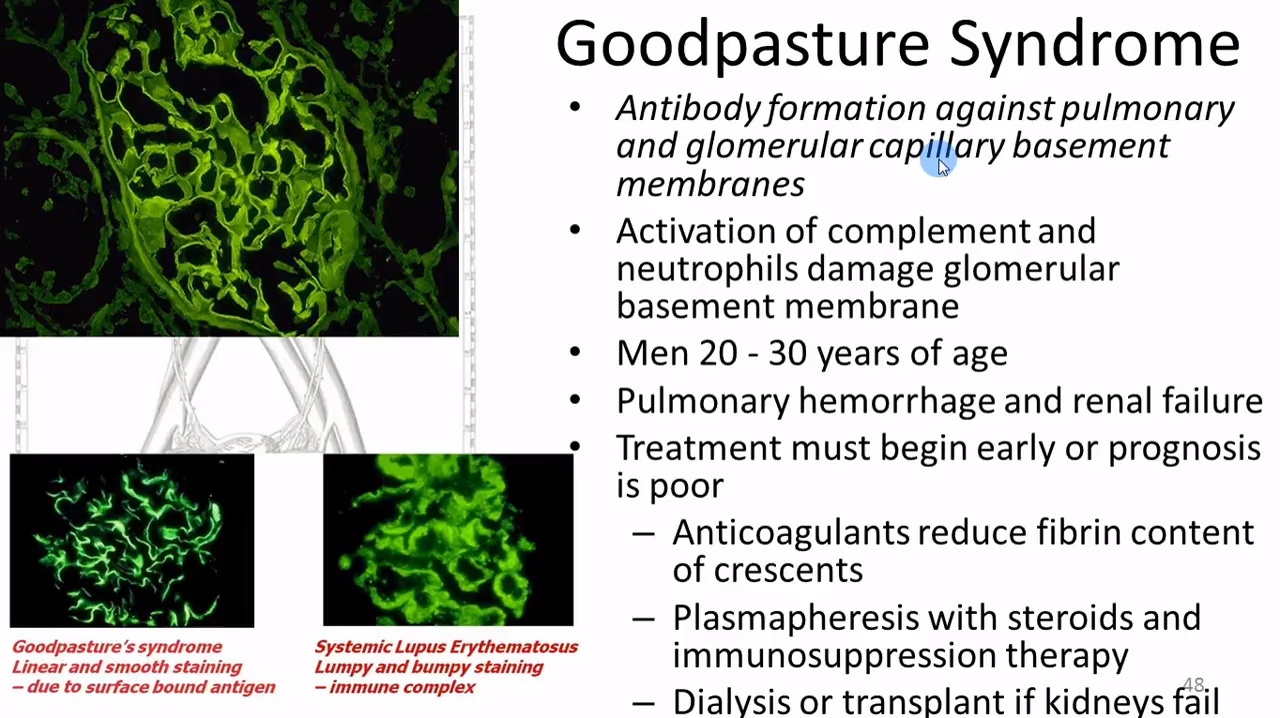 Goodpasture Syndrome
• Antibody formation against pulmonary
and glomerular capillary basement
membranes
• Activation of complement and
neutrophils damage glomerular
basement membrane
• Men 20 - 30 years of age
• Pulmonary hemorrhage and renal failure
• Treatment must begin early or prognosis
is poor
– Anticoagulants reduce fibrin content
of crescents
– Plasmapheresis with steroids and
immunosuppression therapy
– Dialysis or transplant if kidneys fail
48
Goodpasture's syndrome
Linear and smooth staining
– due to surface bound antigen
Systemic Lupus Erythematosus
Lumpy and bumpy staining
– immune complex